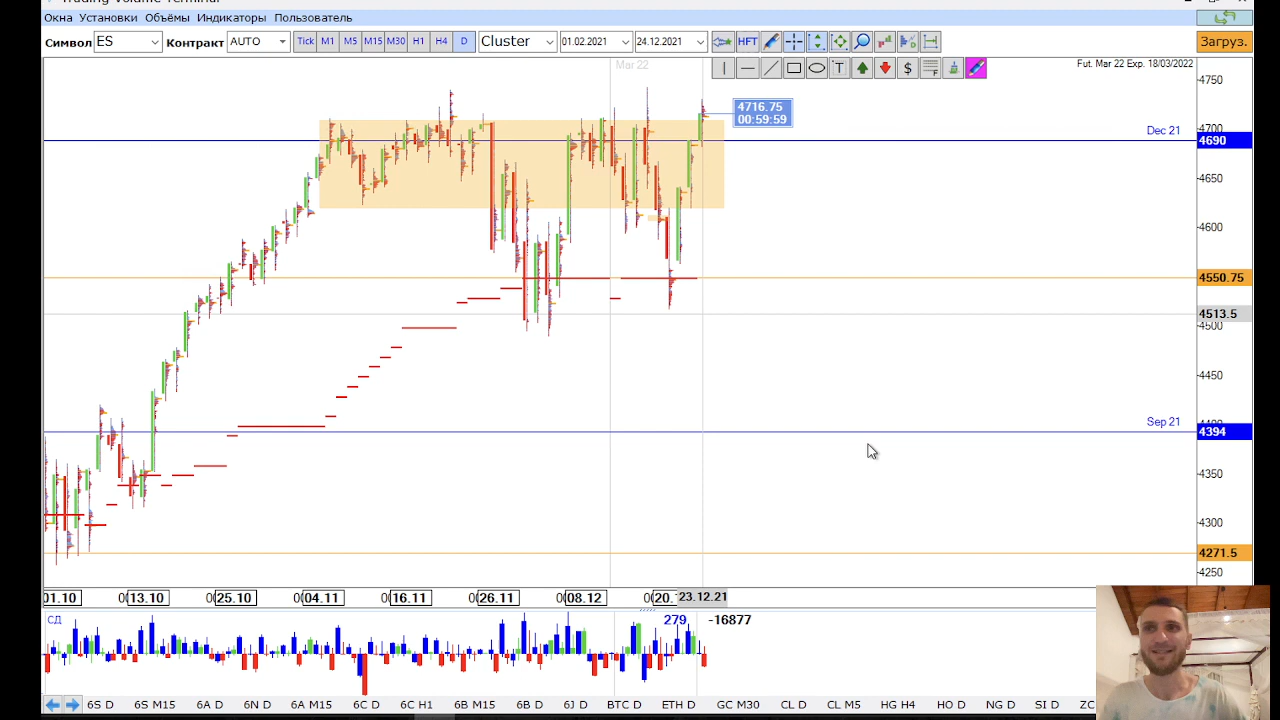 Trading Volume Terminal
Окна Установки Объёмы Индикаторы Пользователь
Символ ES Контракт AUTO Tick M1 M5 M15 M30 H1 H4 D Cluster 01.02.2021 24.12.2021 HFT Загруз.
T $ F
Mar 22
Fut. Mar 22 Exp. 18/03/2022
4750
4716.75
00:59:59
4700
Dec 21
4690
4650
4600
4550.75
4513.5
4500
4450
Sep 21
4394
4350
4300
4271.5
4250
01.10 13.10 25.10 04.11 16.11 26.11 08.12 20. 23.12.21
СД 279 -16877
6S D 6S M15 6A D 6N D 6A M15 6C D 6C H1 6B M15 6B D 6J D BTC D ETH D GC M30 CL D CL M5 HG H4 HO D NG D SI D ZC